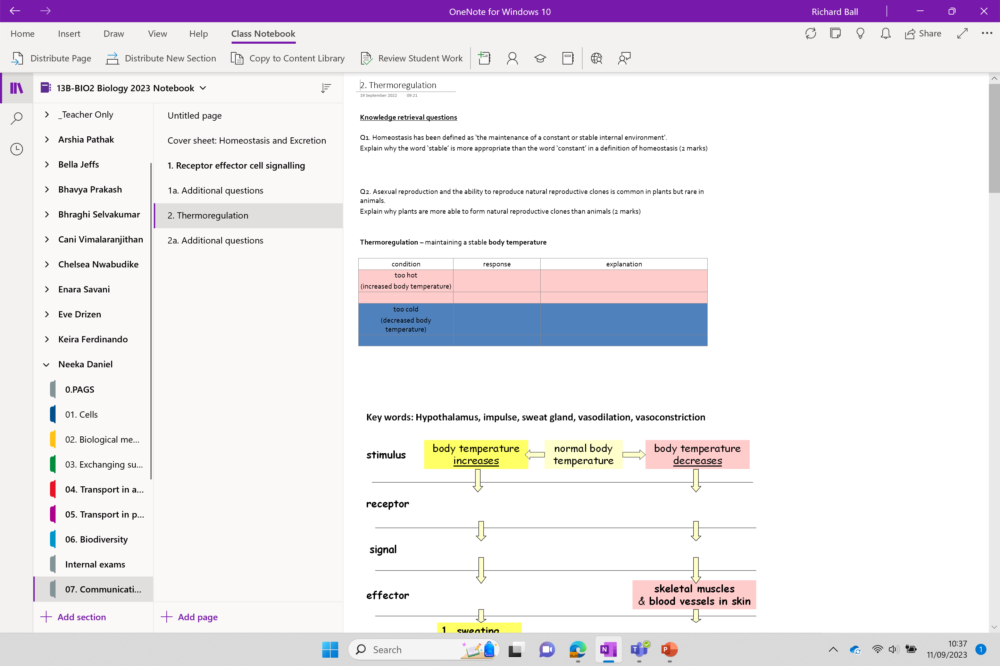 OneNote for Windows 10
Richard Ball
Home
Insert
Draw
View
Help
Class Notebook
Share
Distribute Page
Distribute New Section
Copy to Content Library
Review Student Work
13B-BIO2 Biology 2023 Notebook
_Teacher Only
Arshia Pathak
Bella Jeffs
Bhavya Prakash
Bhraghi Selvakumar
Cani Vimalaranjithan
Chelsea Nwabudike
Enara Savani
Eve Drizen
Keira Ferdinando
Neeka Daniel
0.PAGS
01. Cells
02. Biological me...
03. Exchanging su...
04. Transport in a...
05. Transport in p...
06. Biodiversity
Internal exams
07. Communicati...
Add section
Untitled page
Cover sheet: Homeostasis and Excretion
1. Receptor effector cell signalling
1a. Additional questions
2. Thermoregulation
2a. Additional questions
Add page
2. Thermoregulation
19 September 2022 09:21
Knowledge retrieval questions
Q1. Homeostasis has been defined as ‘the maintenance of a constant or stable internal environment’.
Explain why the word ‘stable’ is more appropriate than the word ‘constant’ in a definition of homeostasis (2 marks)
Q2. Asexual reproduction and the ability to reproduce natural reproductive clones is common in plants but rare in
animals.
Explain why plants are more able to form natural reproductive clones than animals (2 marks)
Thermoregulation – maintaining a stable body temperature
condition response explanation
too hot
(increased body temperature)
too cold
(decreased body
temperature)
Key words: Hypothalamus, impulse, sweat gland, vasodilation, vasoconstriction
stimulus
body temperature
increases
normal body
temperature
body temperature
decreases
receptor
signal
effector
skeletal muscles
& blood vessels in skin
1. sweating
Search
N
T
P
10:37
11/09/2023
1